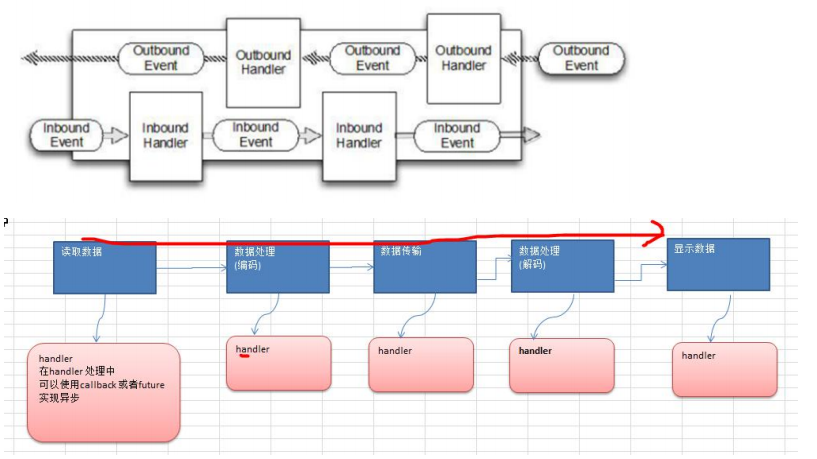 Outbound
Event
Outbound
Handler
Outbound
Event
Outbound
Handler
Outbound
Event
Inbound
Event
Inbound
Handler
Inbound
Event
Inbound
Handler
Inbound
Event
读取数据
数据处理
(编码)
数据传输
数据处理
(解码)
显示数据
handler
在handler 处理中
可以使用callback 或者future
实现异步
handler
handler
handler
handler